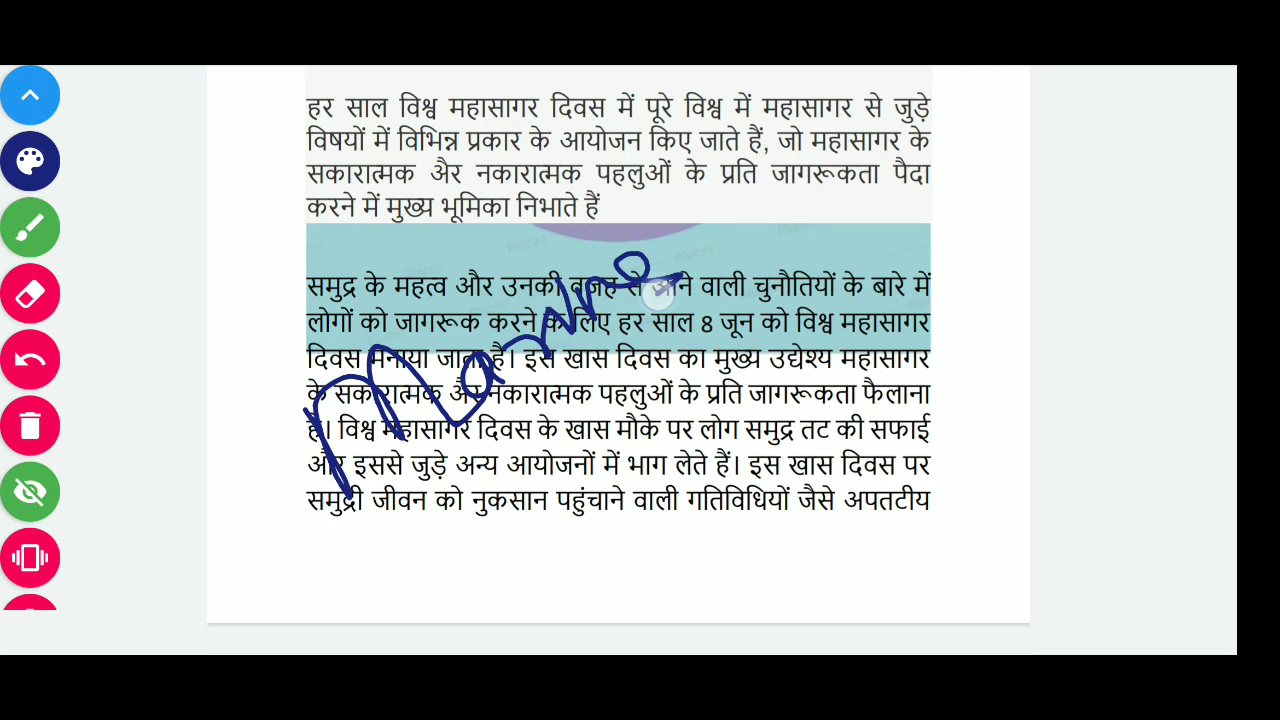 हर साल विश्व महासागर दिवस में पूरे विश्व में महासागर से जुड़े
विषयों में विभिन्न प्रकार के आयोजन किए जाते हैं, जो महासागर के
सकारात्मक अैर नकारात्मक पहलुओं के प्रति जागरूकता पैदा
करने में मुख्य भूमिका निभाते हैं
समुद्र के महत्व और उनकी वजह से आने वाली चुनौतियों के बारे में
लोगों को जागरूक करने के लिए हर साल 8 जून को विश्व महासागर
दिवस मनाया जाता है। इस खास दिवस का मुख्य उद्येश्य महासागर
के सकारात्मक अैर नकारात्मक पहलुओं के प्रति जागरूकता फैलाना
है। विश्व महासागर दिवस के खास मौके पर लोग समुद्र तट की सफाई
और इससे जुड़े अन्य आयोजनों में भाग लेते हैं। इस खास दिवस पर
समुद्री जीवन को नुकसान पहुंचाने वाली गतिविधियों जैसे अपतटीय
Marine